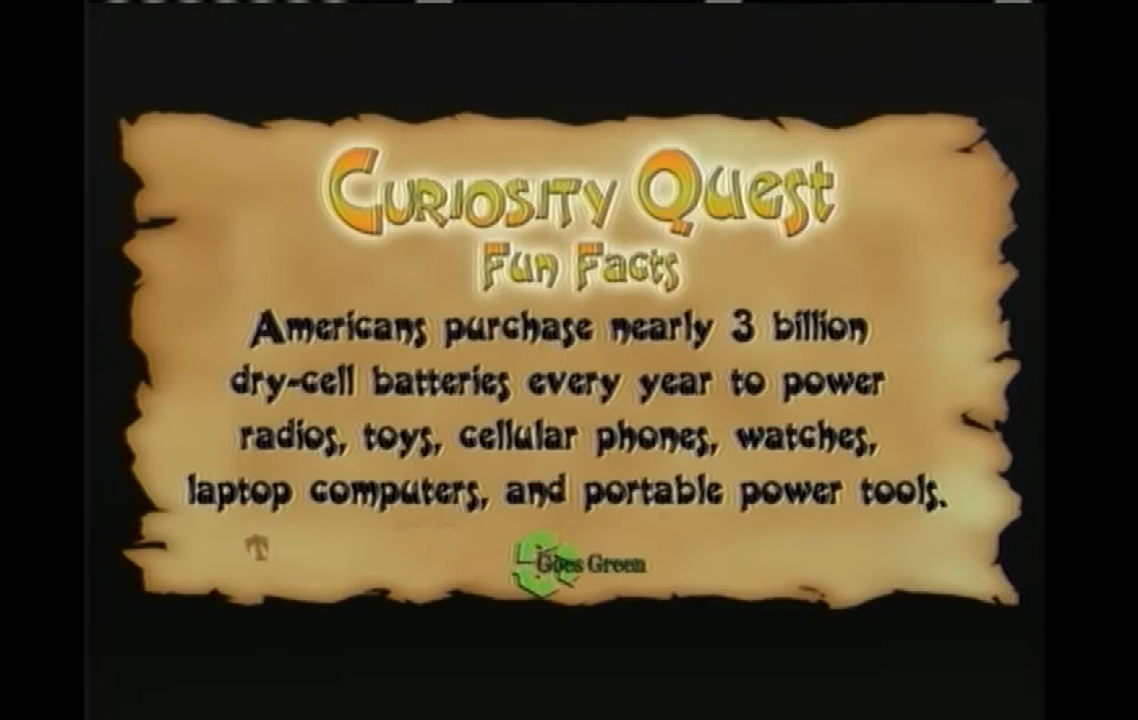 Curiosity Quest
Fun Facts
Americans purchase nearly 3 billion
dry-cell batteries every year to power
radios, toys, cellular phones, watches,
laptop computers, and portable power tools.
Goes Green